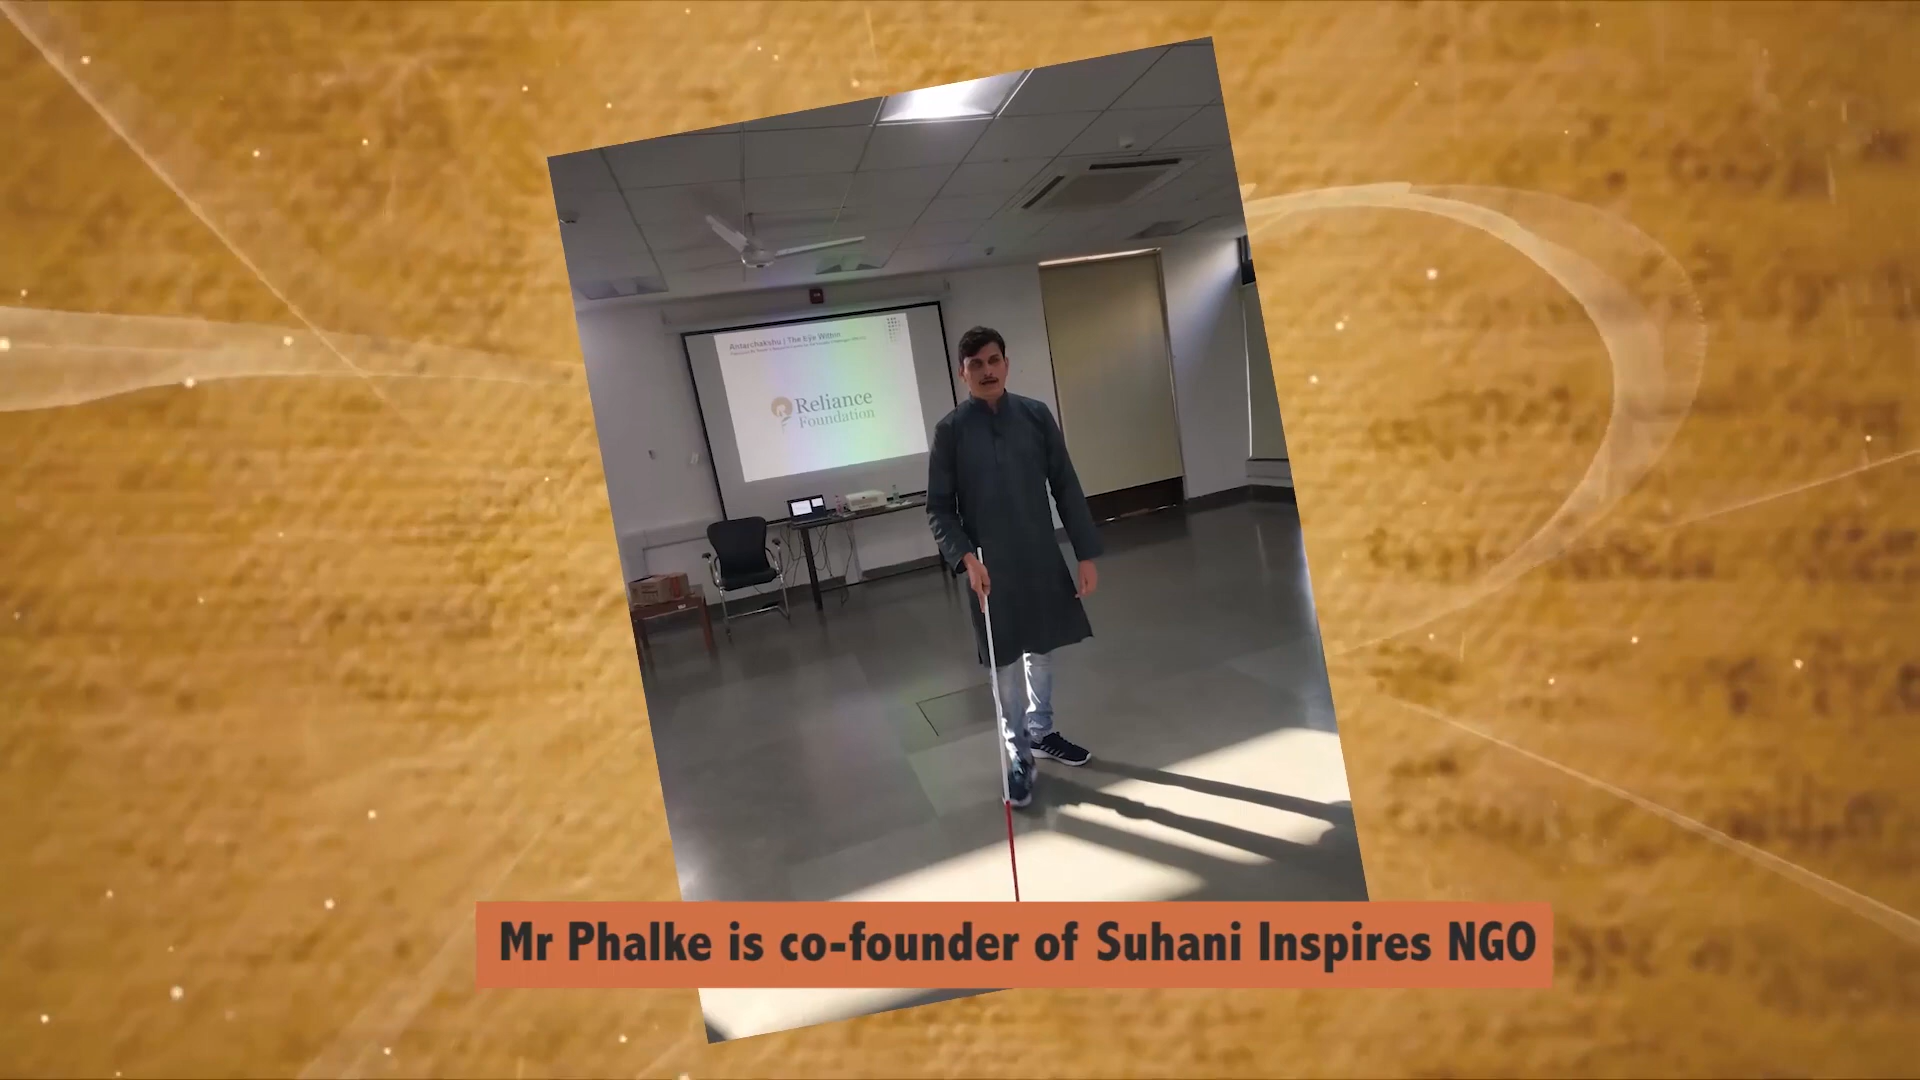 Antarchakshu | The Eye Within
Reliance
Foundation
Mr Phalke is co-founder of Suhani Inspires NGO